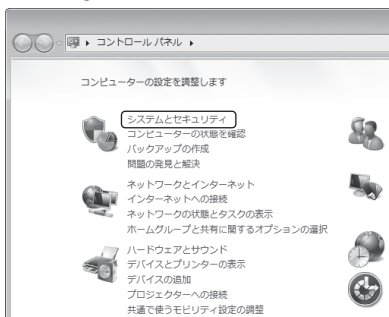 コントロール パネル
コンピューターの設定を調整します
システムとセキュリティ
コンピューターの状態を確認
バックアップの作成
問題の発見と解決
ネットワークとインターネット
インターネットへの接続
ネットワークの状態とタスクの表示
ホームグループと共有に関するオプションの選択
ハードウェアとサウンド
デバイスとプリンターの表示
デバイスの追加
プロジェクターへの接続
共通で使うモビリティ設定の調整